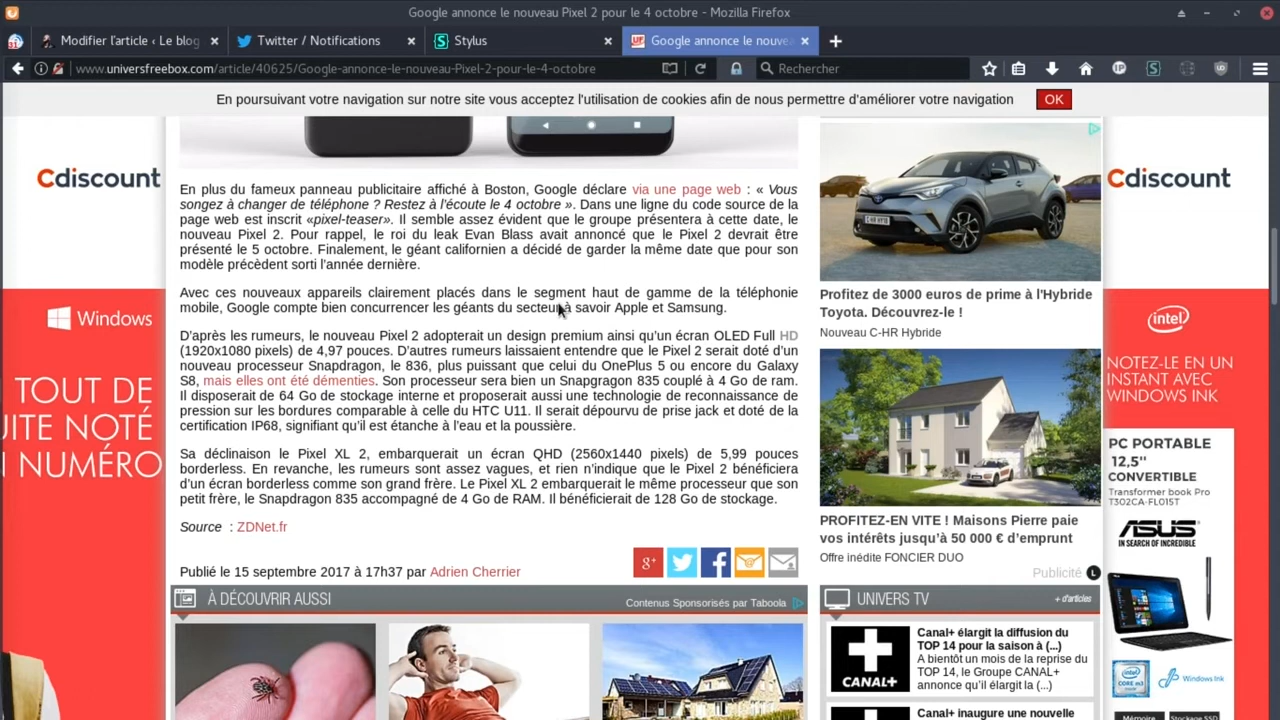 Google annonce le nouveau Pixel 2 pour le 4 octobre - Mozilla Firefox
31
Modifier l'article ‹ Le blog
Twitter / Notifications
Stylus
Google annonce le nouvea
www.universfreebox.com/article/40625/Google-annonce-le-nouveau-Pixel-2-pour-le-4-octobre
Rechercher
En poursuivant votre navigation sur notre site vous acceptez l'utilisation de cookies afin de nous permettre d'améliorer votre navigation
OK
Cdiscount
Windows
TOUT DE
UITE NOTÉ
N NUMÉRO
En plus du fameux panneau publicitaire affiché à Boston, Google déclare via une page web : « Vous
songez à changer de téléphone ? Restez à l'écoute le 4 octobre ». Dans une ligne du code source de la
page web est inscrit «pixel-teaser». Il semble assez évident que le groupe présentera à cette date, le
nouveau Pixel 2. Pour rappel, le roi du leak Evan Blass avait annoncé que le Pixel 2 devrait être
présenté le 5 octobre. Finalement, le géant californien a décidé de garder la même date que pour son
modèle précèdent sorti l'année dernière.
Avec ces nouveaux appareils clairement placés dans le segment haut de gamme de la téléphonie
mobile, Google compte bien concurrencer les géants du secteur à savoir Apple et Samsung.
D'après les rumeurs, le nouveau Pixel 2 adopterait un design premium ainsi qu'un écran OLED Full HD
(1920x1080 pixels) de 4,97 pouces. D'autres rumeurs laissaient entendre que le Pixel 2 serait doté d'un
nouveau processeur Snapdragon, le 836, plus puissant que celui du OnePlus 5 ou encore du Galaxy
S8, mais elles ont été démenties. Son processeur sera bien un Snapgragon 835 couplé à 4 Go de ram.
Il disposerait de 64 Go de stockage interne et porterait aussi une technologie de reconnaissance de
pression sur les bordures comparable à celle du HTC U11. Il serait dépourvu de prise jack et doté de la
certification IP68, signifiant qu'il est étanche à l'eau et la poussière.
Sa déclinaison le Pixel XL 2, embarquerait un écran QHD (2560x1440 pixels) de 5,99 pouces
borderless. En revanche, les rumeurs sont assez vagues, et rien n'indique que le Pixel 2 bénéficiera
d'un écran borderless comme son grand frère. Le Pixel XL 2 embarquerait le même processeur que son
petit frère, le Snapdragon 835 accompagné de 4 Go de RAM. Il bénéficierait de 128 Go de stockage.
Source : ZDNet.fr
Publié le 15 septembre 2017 à 17h37 par Adrien Cherrier
À DÉCOUVRIR AUSSI
Contenus Sponsorisés par Taboola
C-HR HYB
Profitez de 3000 euros de prime à l'Hybride
Toyota. Découvrez-le !
Nouveau C-HR Hybride
PROFITEZ-EN VITE ! Maisons Pierre paie
vos intérêts jusqu'à 50 000 € d'emprunt
Offre inédite FONCIER DUO
Publicité L
UNIVERS TV
+ d'articles
CANAL+
Canal+ élargit la diffusion du
TOP 14 pour la saison à (...)
A bientôt un mois de la reprise du
TOP 14, le Groupe CANAL+
annonce qu'il élargit la (...)
Canal+ inaugure une nouvelle
Cdiscount
intel
NOTEZ-LE EN UN
INSTANT AVEC
WINDOWS INK
PC PORTABLE
12,5''
CONVERTIBLE
Transformer book Pro
T302CA-FL015T
ASUS
IN SEARCH OF INCREDIBLE
intel
CORE m3
Windows Ink
Mémoire
Stockage SSD